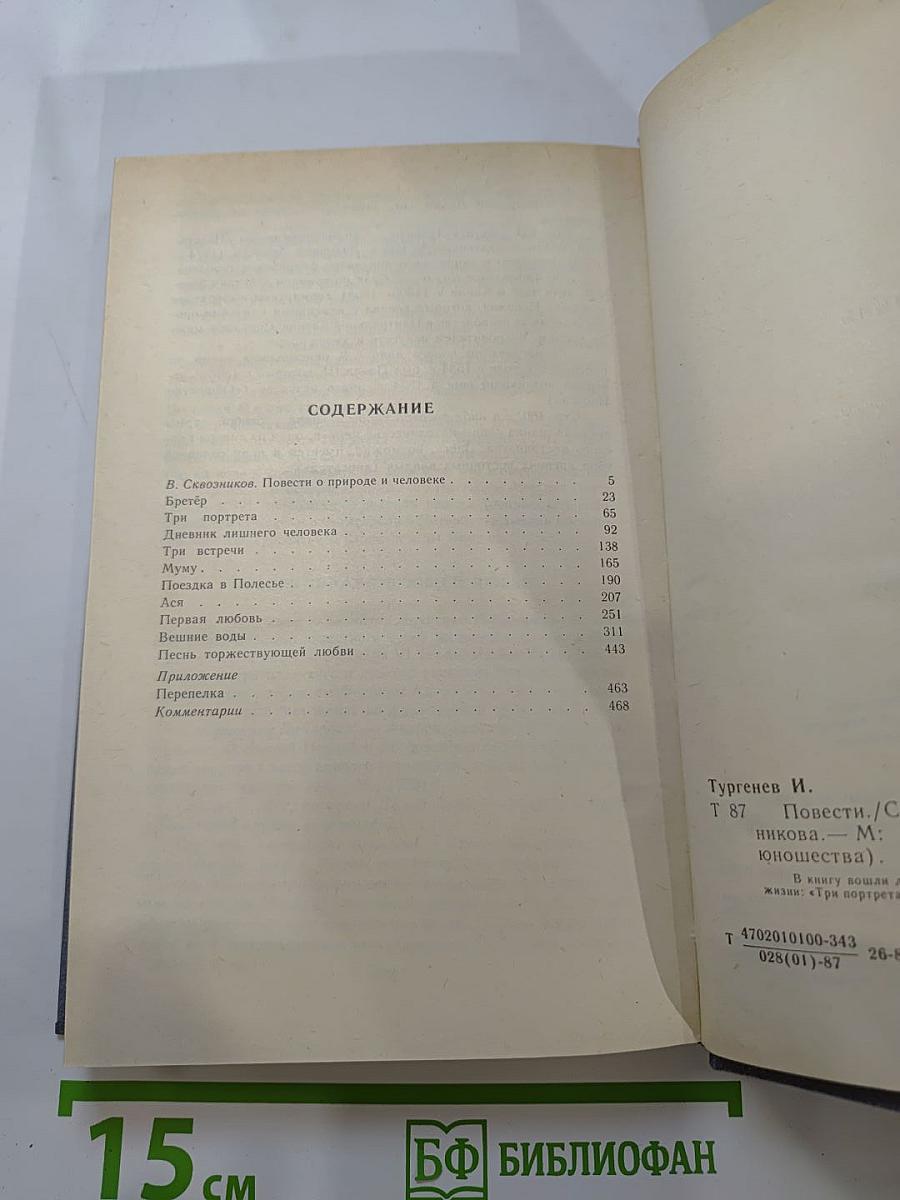 СОДЕРЖАНИЕ
В. Сквозников. Повести о природе и человеке . . . . . . . . 5
Бретёр . . . . . . . . . . . . . . . . . . . . 23
Три портрета . . . . . . . . . . . . . . . . . . 65
Дневник лишнего человека . . . . . . . . . . . . . 92
Три встречи . . . . . . . . . . . . . . . . . . 138
Муму . . . . . . . . . . . . . . . . . . . . . 165
Поездка в Полесье . . . . . . . . . . . . . . . . 190
Ася . . . . . . . . . . . . . . . . . . . . . 207
Первая любовь . . . . . . . . . . . . . . . . . 251
Вешние воды . . . . . . . . . . . . . . . . . . 311
Песнь торжествующей любви . . . . . . . . . . . . . 443
Приложение
Перепелка . . . . . . . . . . . . . . . . . . . 463
Комментарии . . . . . . . . . . . . . . . . . . 468
Тургенев И.
Т 87 Повести./С
никова.— М:
юношества).
В книгу вошли л
жизни: «Три портрета
Т 4702010100-343
028(01)-87 26-8
15 см
БФ БИБЛИОФАН